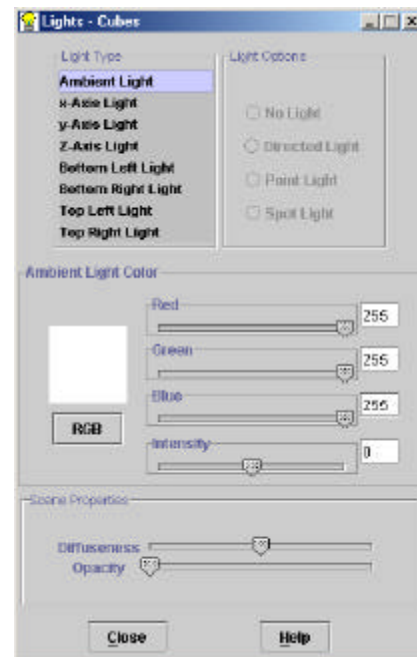 Lights - Cubes
Light Type
Ambient Light
x-Axis Light
y-Axis Light
Z-Axis Light
Bottom Left Light
Bottom Right Light
Top Left Light
Top Right Light
Light Options
No Light
Directed Light
Point Light
Spot Light
Ambient Light Color
Red
255
Green
255
Blue
255
RGB
Intensity
0
Scene Properties
Diffuseness
Opacity
Close
Help